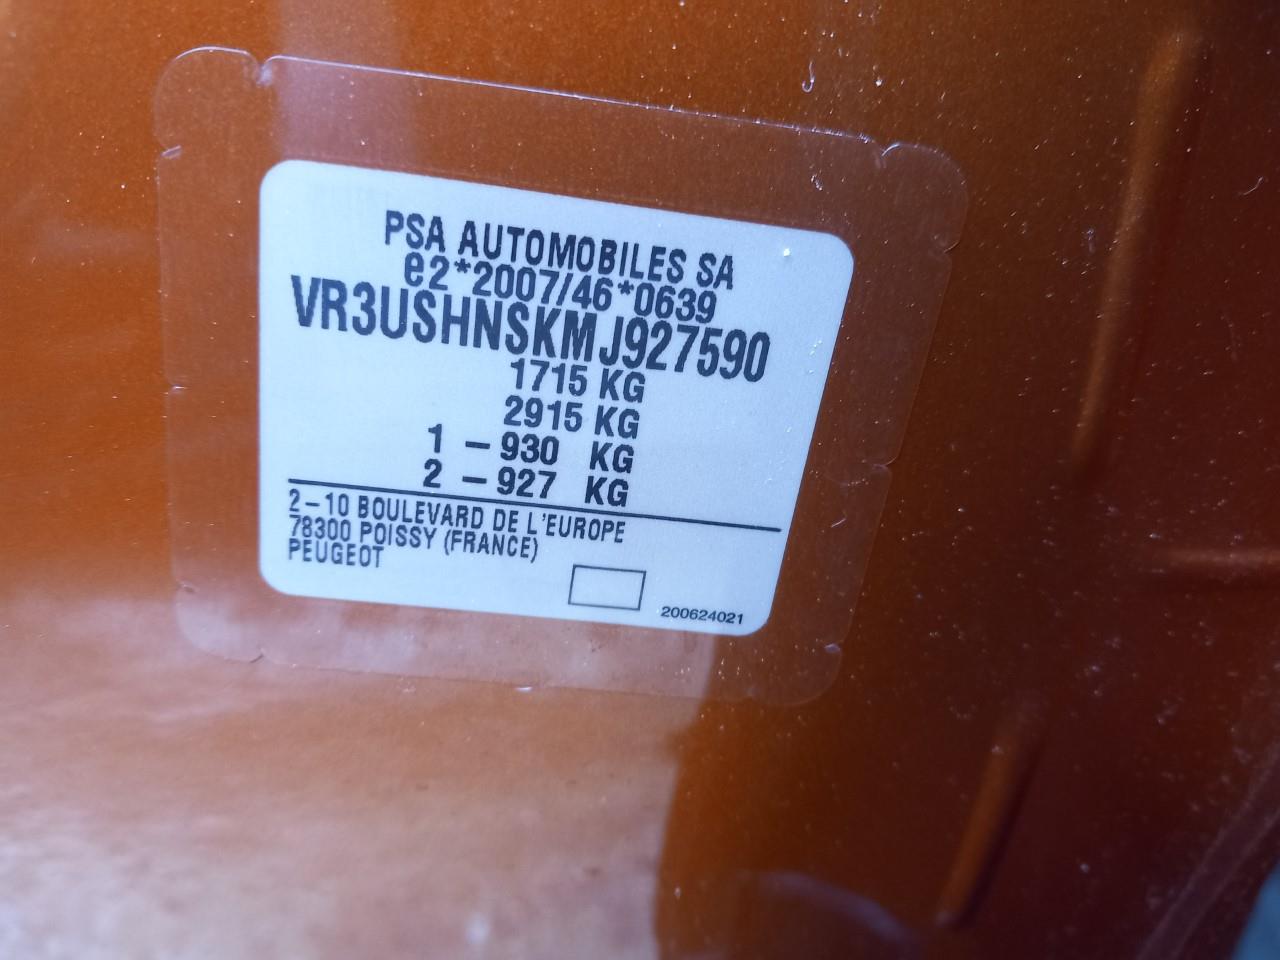 PSA AUTOMOBILES SA
e2*2007/46*0639
VR3USHNSKMJ927590
1715 KG
2915 KG
1 – 930 KG
2 – 927 KG
2–10 BOULEVARD DE L'EUROPE
78300 POISSY (FRANCE)
PEUGEOT
200624021